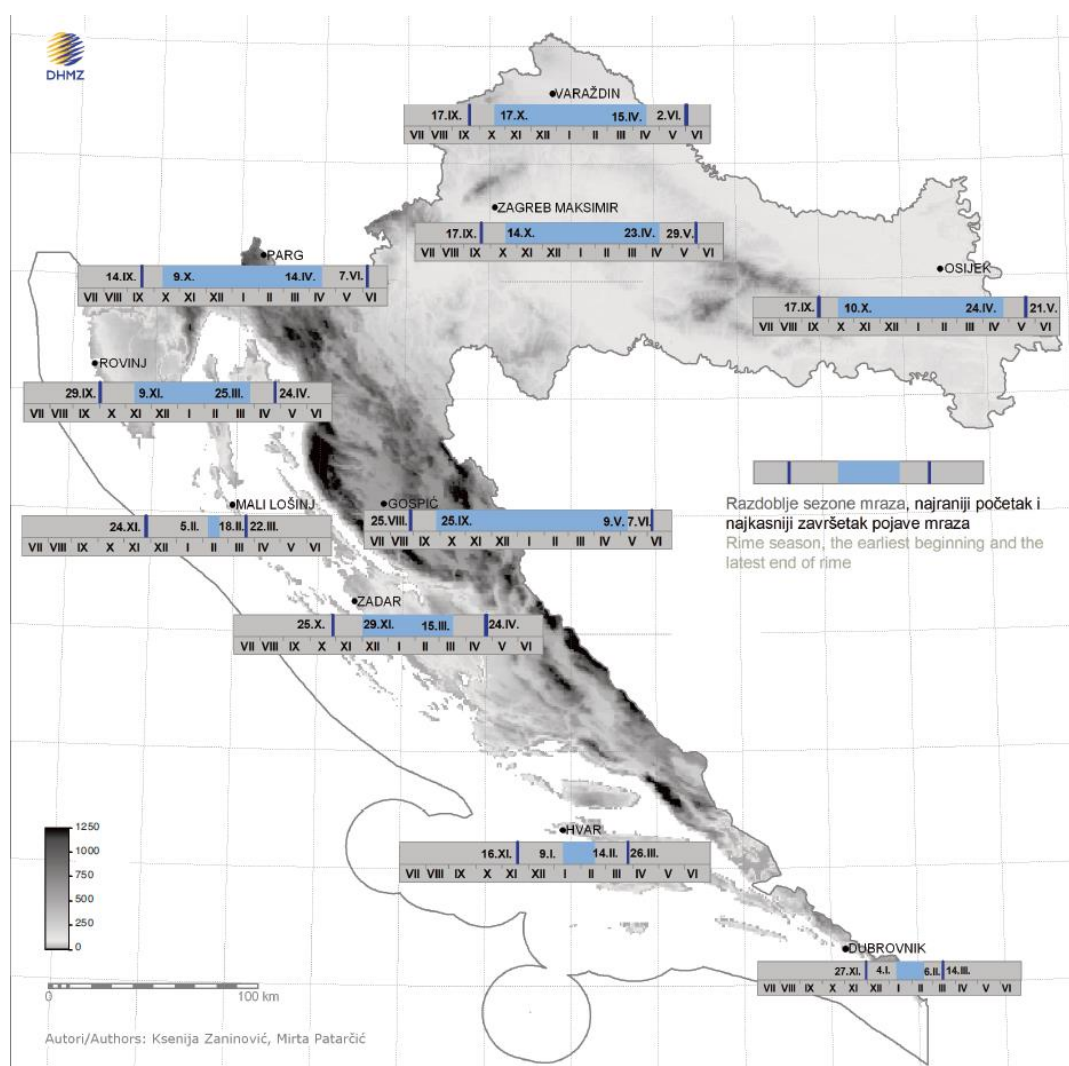 DHMZ
VARAŽDIN
17.IX. 17.X. 15.IV. 2.VI.
VII VIII IX X XI XII I II III IV V VI
ZAGREB MAKSIMIR
17.IX. 14.X. 23.IV. 29.V.
VII VIII IX X XI XII I II III IV V VI
PARG
14.IX. 9.X. 14.IV. 7.VI.
VII VIII IX X XI XII I II III IV V VI
OSIJEK
17.IX. 10.X. 24.IV. 21.V.
VII VIII IX X XI XII I II III IV V VI
ROVINJ
29.IX. 9.XI. 25.III. 24.IV.
VII VIII IX X XI XII I II III IV V VI
MALI LOŠINJ
24.XI. 5.II. 18.II. 22.III.
VII VIII IX X XI XII I II III IV V VI
GOSPIĆ
25.VIII. 25.IX. 9.V. 7.VI.
VII VIII IX X XI XII I II III IV V VI
Razdoblje sezone mraza, najraniji početak i
najkasniji završetak pojave mraza
Rime season, the earliest beginning and the
latest end of rime
ZADAR
25.X. 29.XI. 15.III. 24.IV.
VII VIII IX X XI XII I II III IV V VI
HVAR
16.XI. 9.I. 14.II. 26.III.
VII VIII IX X XI XII I II III IV V VI
DUBROVNIK
27.XI. 4.I. 6.II. 14.III.
VII VIII IX X XI XII I II III IV V VI
1250
1000
750
500
250
0
0 100 km
Autori/Authors: Ksenija Zaninović, Mirta Patarčić